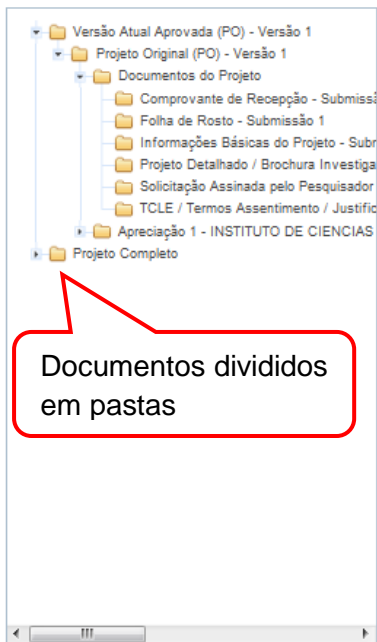 Versão Atual Aprovada (PO) - Versão 1
Projeto Original (PO) - Versão 1
Documentos do Projeto
Comprovante de Recepção - Submissã
Folha de Rosto - Submissão 1
Informações Básicas do Projeto - Subr
Projeto Detalhado / Brochura Investiga
Solicitação Assinada pelo Pesquisador
TCLE / Termos Assentimento / Justific
Apreciação 1 - INSTITUTO DE CIENCIAS
Projeto Completo
Documentos divididos
em pastas